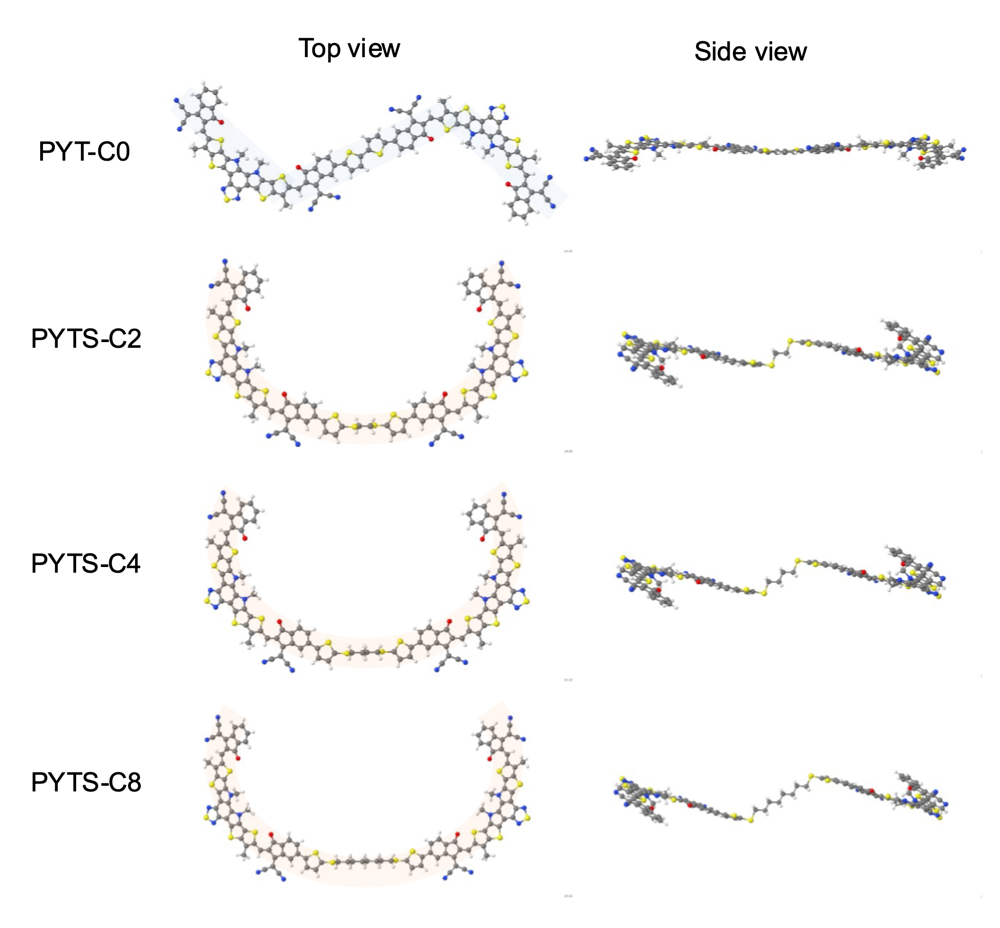 Top view
Side view
PYT-C0
PYTS-C2
PYTS-C4
PYTS-C8